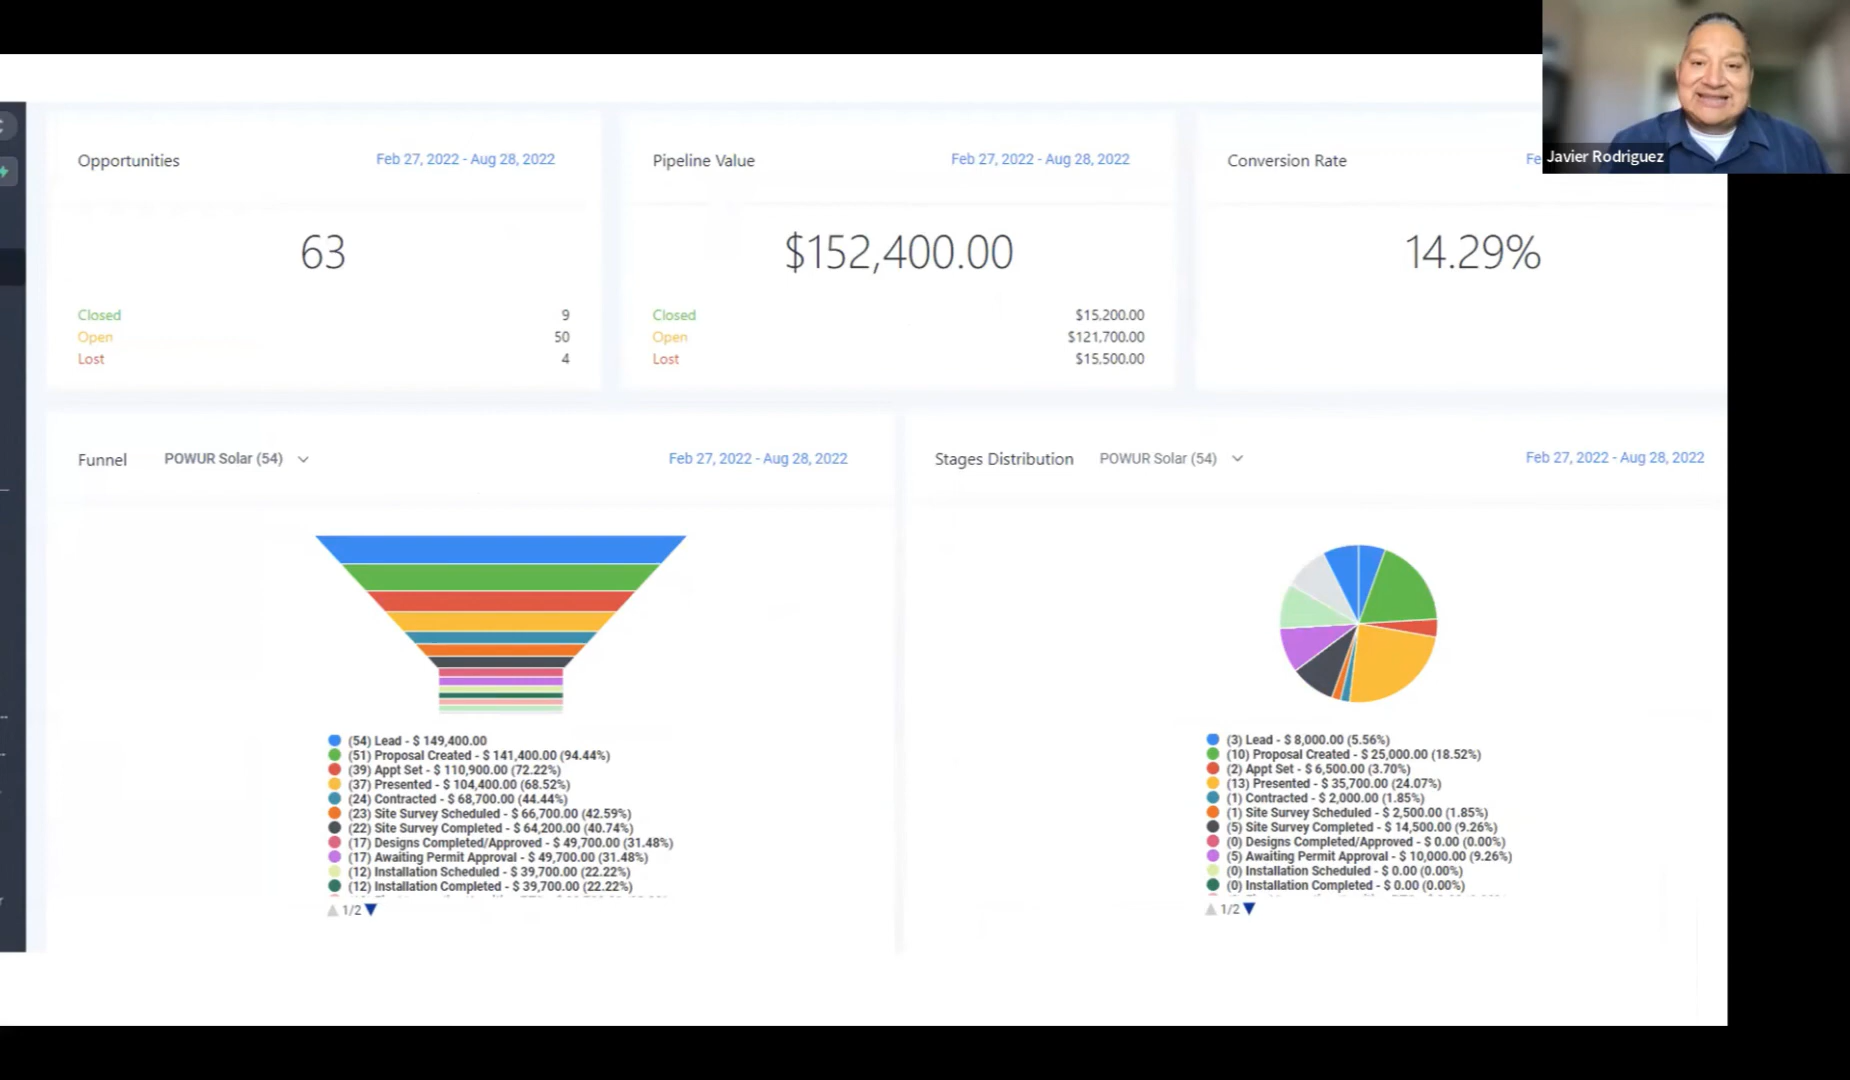 Javier Rodriguez
Opportunities
Feb 27, 2022 - Aug 28, 2022
63
Closed 9
Open 50
Lost 4
Pipeline Value
Feb 27, 2022 - Aug 28, 2022
$152,400.00
Closed $15,200.00
Open $121,700.00
Lost $15,500.00
Conversion Rate
Fe
14.29%
Funnel
POWUR Solar (54)
Feb 27, 2022 - Aug 28, 2022
(54) Lead - $ 149,400.00
(51) Proposal Created - $ 141,400.00 (94.44%)
(39) Appt Set - $ 110,900.00 (72.22%)
(37) Presented - $ 104,400.00 (68.52%)
(24) Contracted - $ 68,700.00 (44.44%)
(23) Site Survey Scheduled - $ 66,700.00 (42.59%)
(22) Site Survey Completed - $ 64,200.00 (40.74%)
(17) Designs Completed/Approved - $ 49,700.00 (31.48%)
(17) Awaiting Permit Approval - $ 49,700.00 (31.48%)
(12) Installation Scheduled - $ 39,700.00 (22.22%)
(12) Installation Completed - $ 39,700.00 (22.22%)
1/2
Stages Distribution
POWUR Solar (54)
Feb 27, 2022 - Aug 28, 2022
(3) Lead - $ 8,000.00 (5.56%)
(10) Proposal Created - $ 25,000.00 (18.52%)
(2) Appt Set - $ 6,500.00 (3.70%)
(13) Presented - $ 35,700.00 (24.07%)
(1) Contracted - $ 2,000.00 (1.85%)
(1) Site Survey Scheduled - $ 2,500.00 (1.85%)
(5) Site Survey Completed - $ 14,500.00 (9.26%)
(0) Designs Completed/Approved - $ 0.00 (0.00%)
(5) Awaiting Permit Approval - $ 10,000.00 (9.26%)
(0) Installation Scheduled - $ 0.00 (0.00%)
(0) Installation Completed - $ 0.00 (0.00%)
1/2